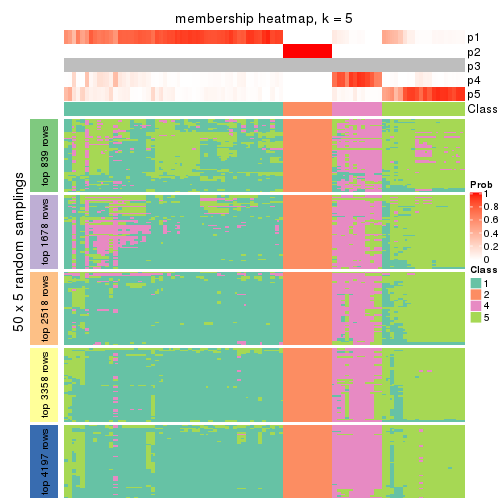 membership heatmap, k = 5
p1
p2
p3
p4
p5
Class
50 x 5 random samplings
top 839 rows
top 1678 rows
top 2518 rows
top 3358 rows
top 4197 rows
Prob
1
0.8
0.6
0.4
0.2
0
Class
1
2
4
5